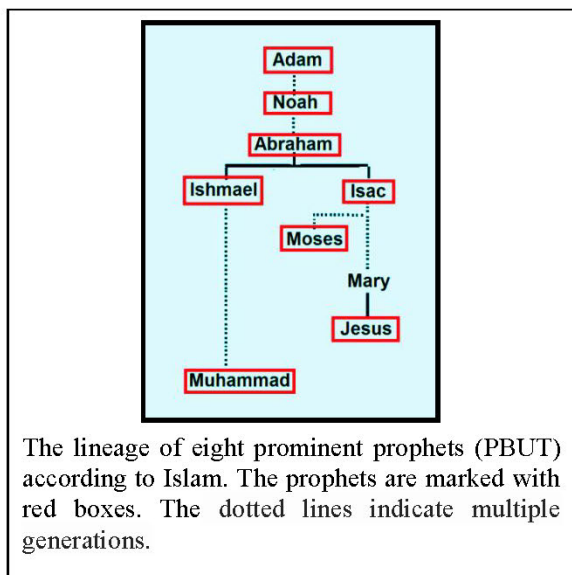 Adam
Noah
Abraham
Ishmael Isac
Moses
Mary
Jesus
Muhammad
The lineage of eight prominent prophets (PBUT)
according to Islam. The prophets are marked with
red boxes. The dotted lines indicate multiple
generations.